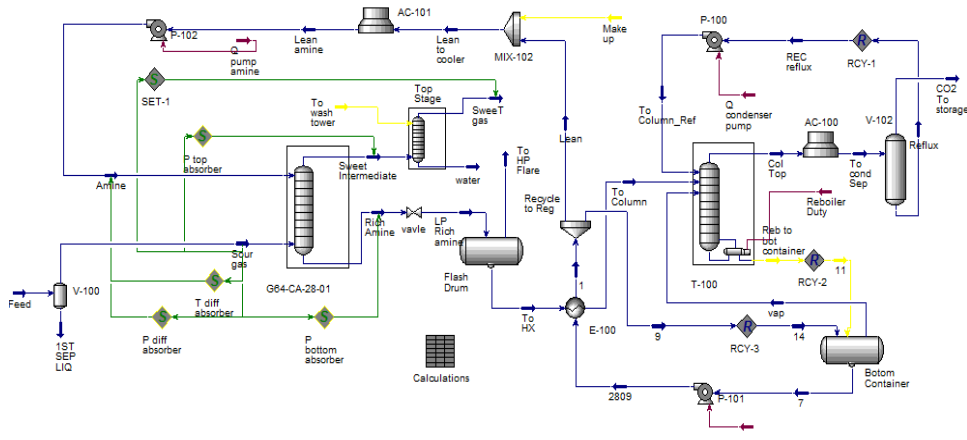 AC-101
P-102
Lean
amine
Lean
to
cooler
MIX-102
Make
up
Q
pump
amine
P-100
REC
reflux
RCY-1
SET-1
To
wash
tower
Top
Stage
SweeT
gas
Q
condenser
pump
To
Column_Ref
AC-100
V-102
CO2
To
storage
P top
absorber
Sweet
Intermediate
water
To
HP
Flare
Lean
Col
Top
To
cond
Sep
Reflux
Amine
Rich
Amine
vavle
LP
Rich
amine
Recycle
to Reg
To
Column
Reboiler
Duty
Reb to
bot
container
Sour
gas
G64-CA-28-01
Flash
Drum
T-100
RCY-2
11
Feed
V-100
T diff
absorber
1
E-100
To
HX
vap
9
RCY-3
14
1ST
SEP
LIQ
P diff
absorber
P
bottom
absorber
Calculations
Botom
Container
2809
P-101
7